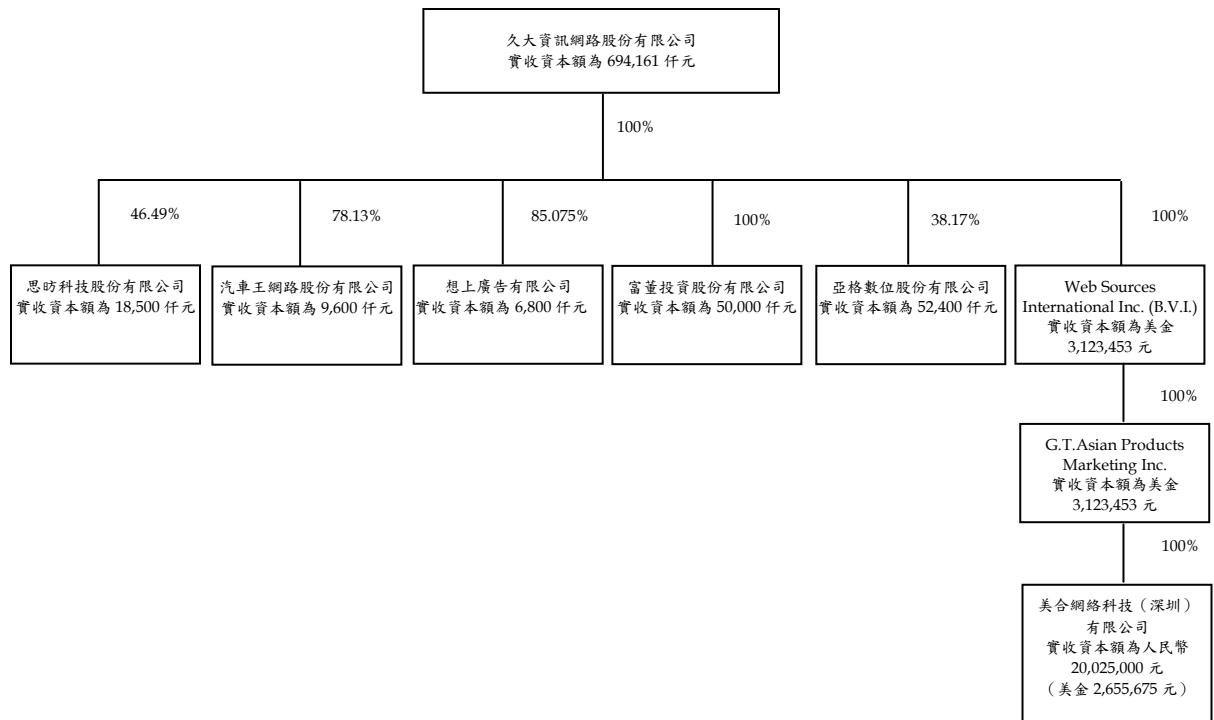 久大資訊網路股份有限公司
實收資本額為 694,161 仟元
100%
46.49%
78.13%
85.075%
100%
38.17%
100%
思昉科技股份有限公司
實收資本額為 18,500 仟元
汽車王網路股份有限公司
實收資本額為 9,600 仟元
想上廣告有限公司
實收資本額為 6,800 仟元
富董投資股份有限公司
實收資本額為 50,000 仟元
亞格數位股份有限公司
實收資本額為 52,400 仟元
Web Sources
International Inc. (B.V.I.)
實收資本額為美金
3,123,453 元
100%
G.T.Asian Products
Marketing Inc.
實收資本額為美金
3,123,453 元
100%
美合網絡科技（深圳）
有限公司
實收資本額為人民幣
20,025,000 元
（美金 2,655,675 元）